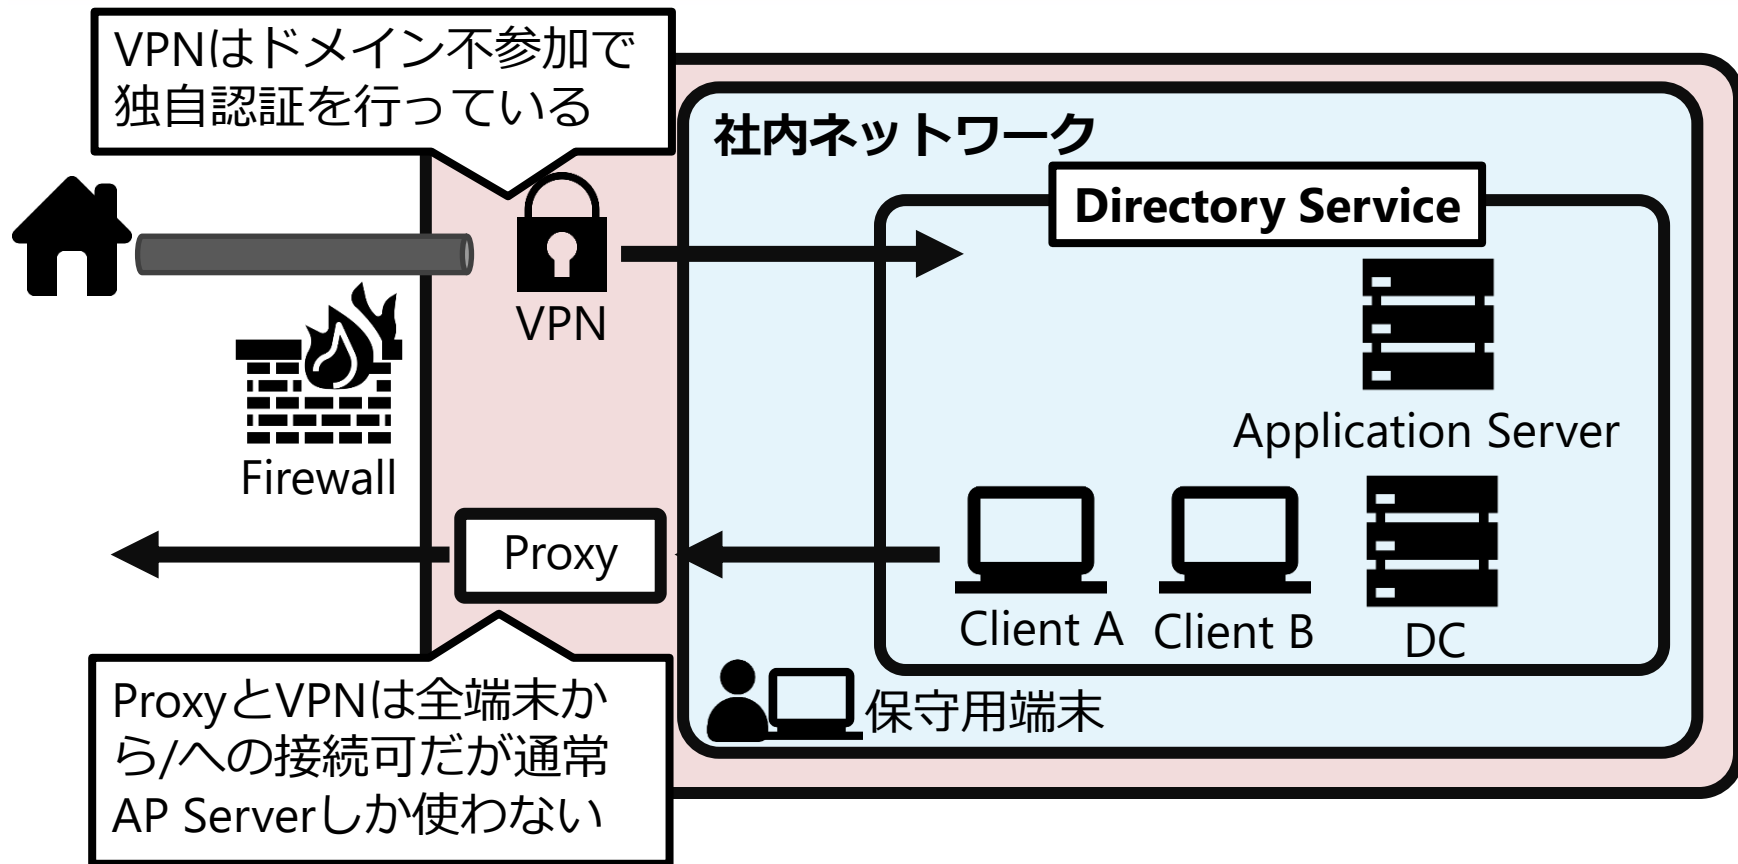 VPNはドメイン不参加で
独自認証を行っている
社内ネットワーク
Directory Service
VPN
Application Server
Firewall
Proxy
Client A
Client B
DC
保守用端末
ProxyとVPNは全端末か
ら/への接続可だが通常
AP Serverしか使わない